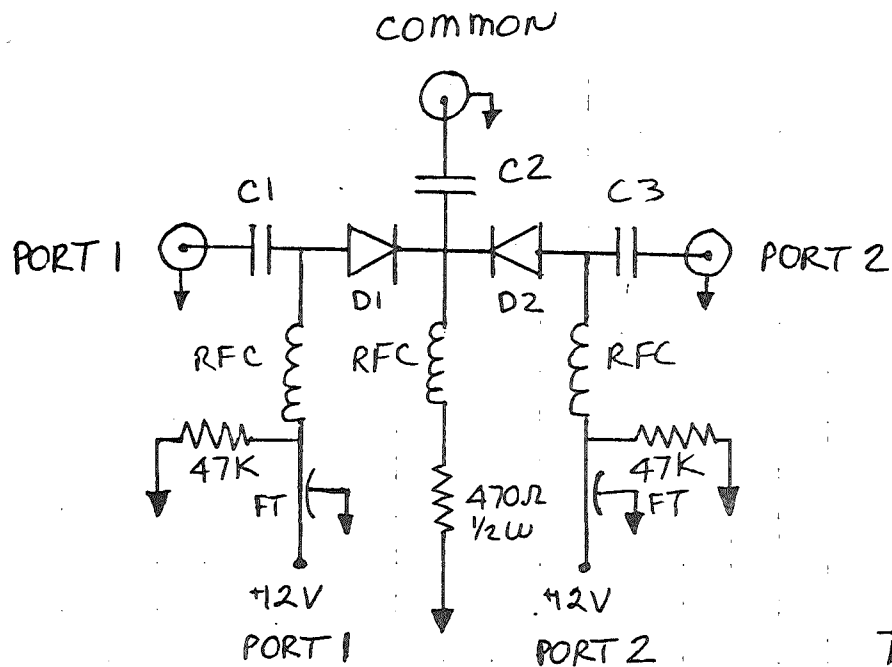 COMMON
C1
C2
C3
PORT 1
D1
D2
PORT 2
RFC
RFC
RFC
47K
FT
470Ω
1/2W
47K
FT
+12V
+12V
PORT 1
PORT 2